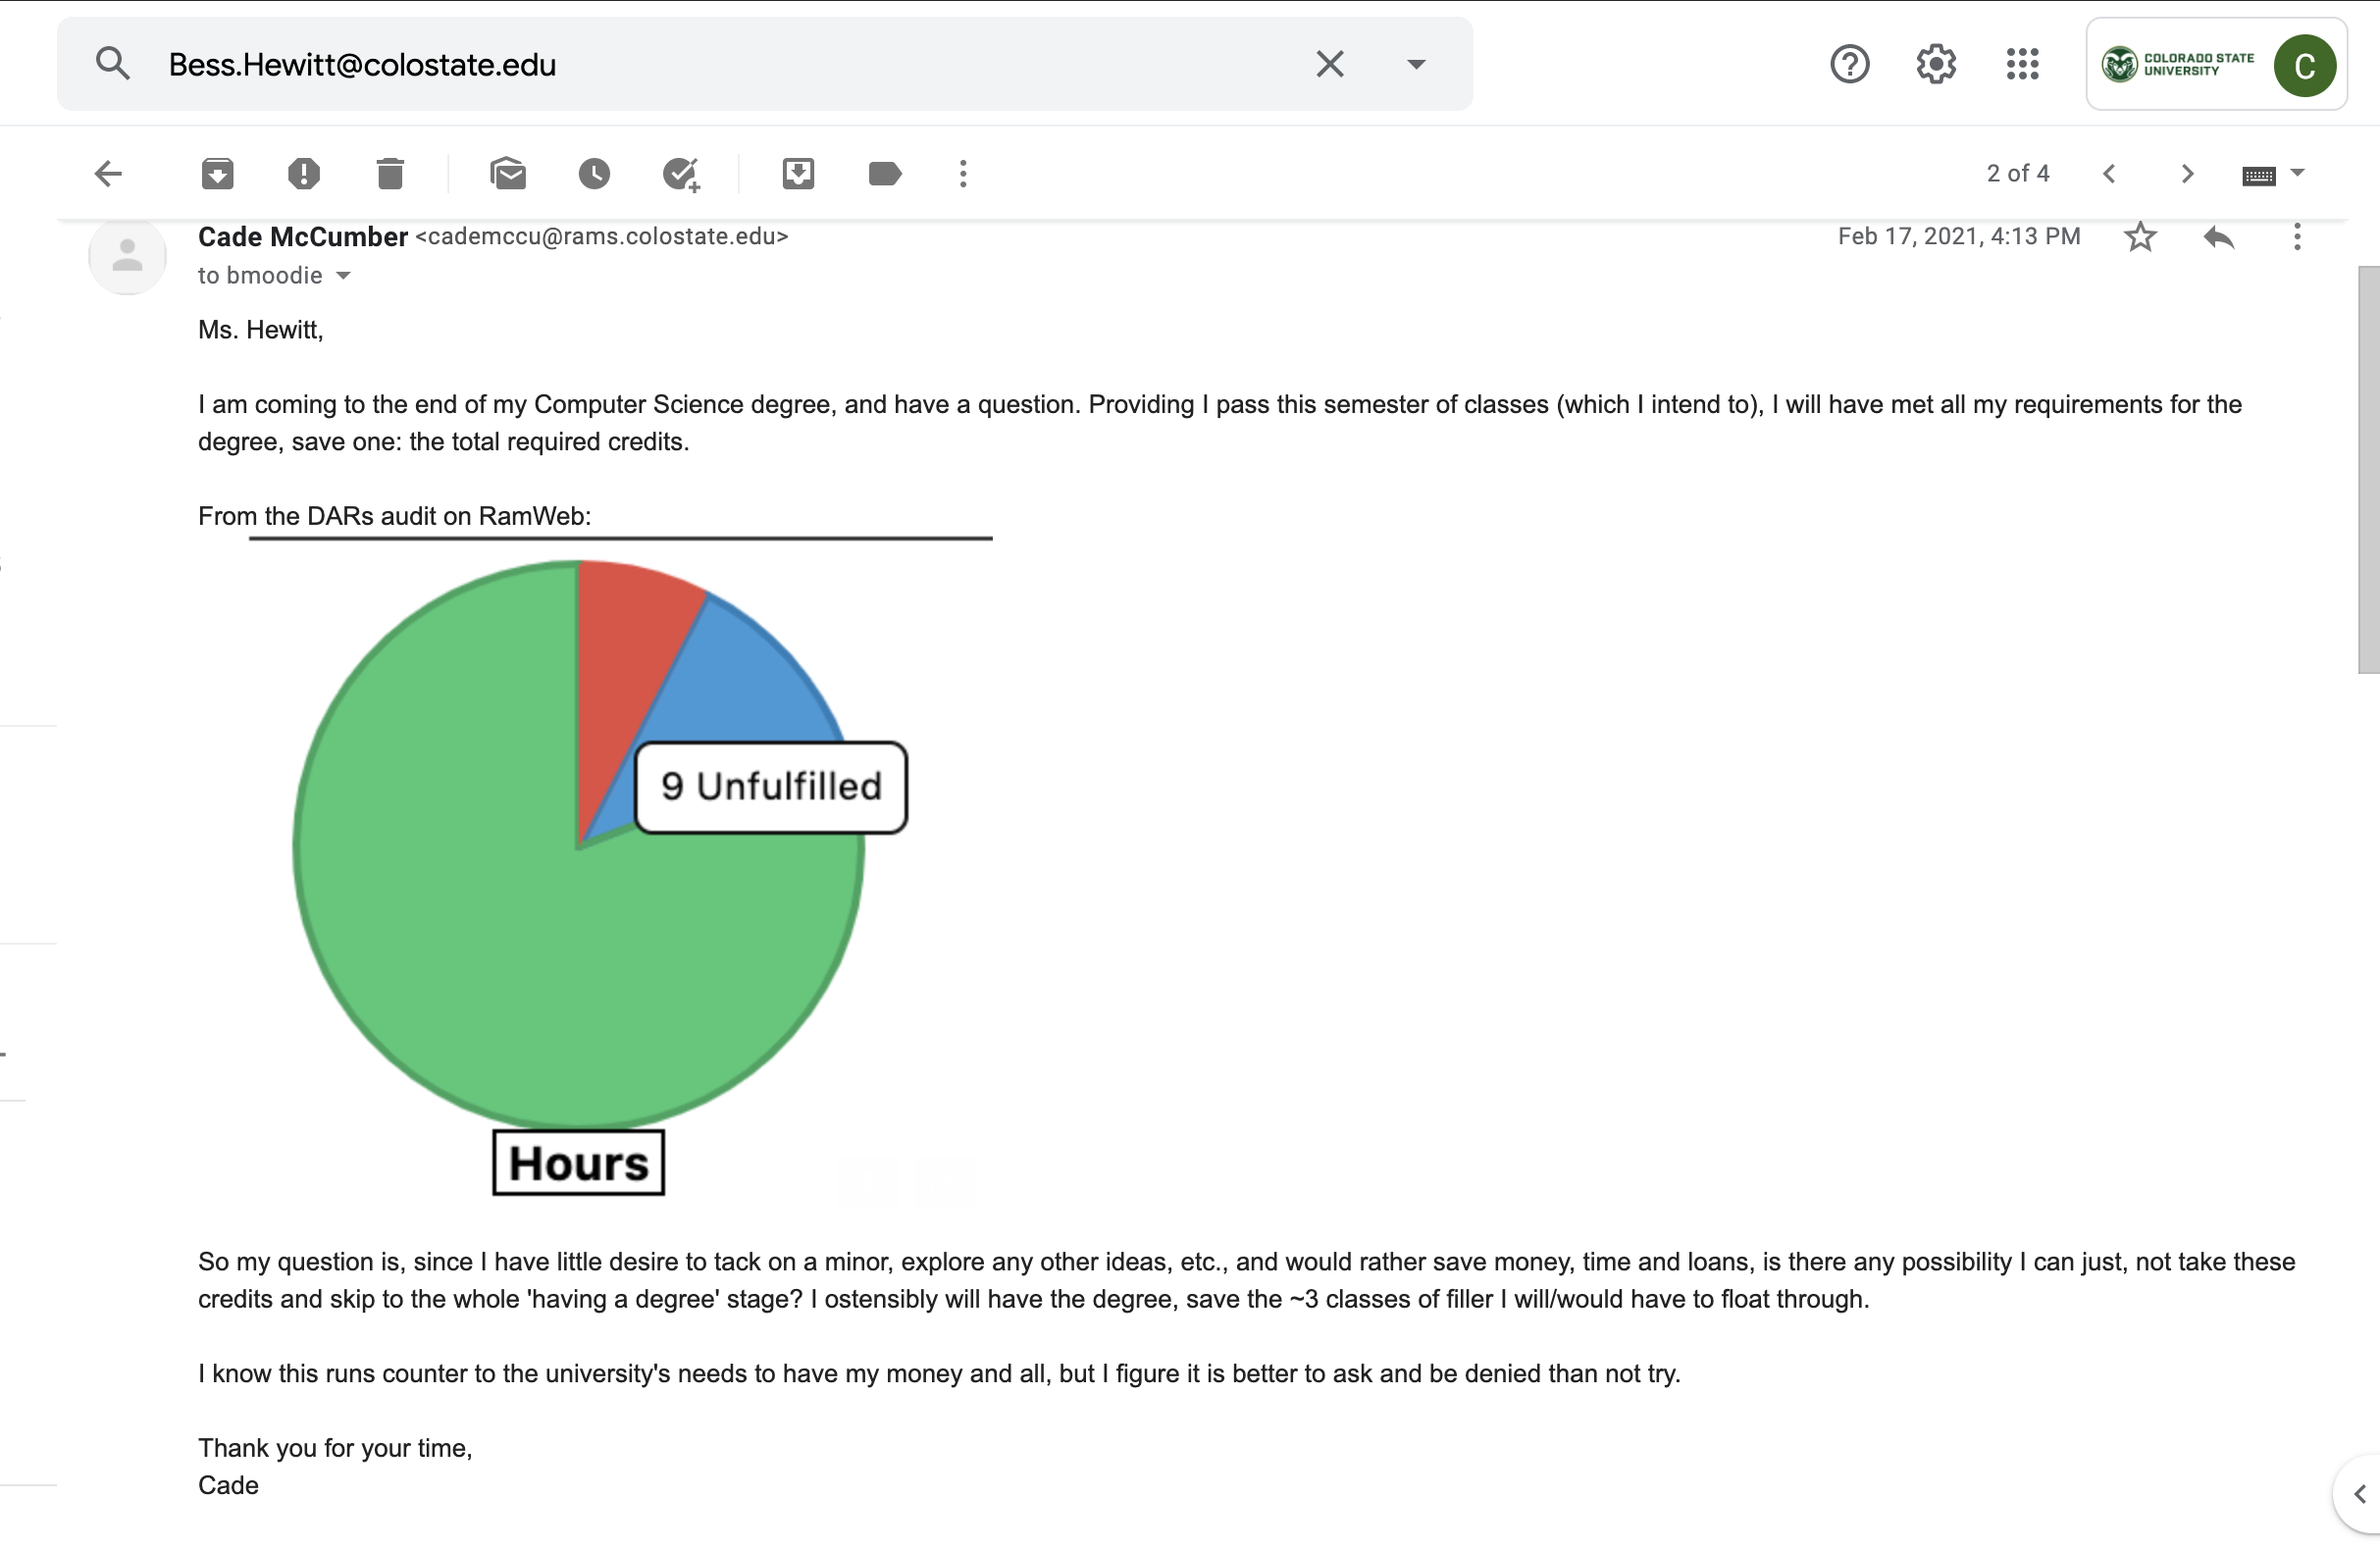 Bess.Hewitt@colostate.edu
COLORADO STATE
UNIVERSITY
C
2 of 4
Cade McCumber <cademccu@rams.colostate.edu>
Feb 17, 2021, 4:13 PM
to bmoodie
Ms. Hewitt,
I am coming to the end of my Computer Science degree, and have a question. Providing I pass this semester of classes (which I intend to), I will have met all my requirements for the
degree, save one: the total required credits.
From the DARs audit on RamWeb:
9 Unfulfilled
Hours
So my question is, since I have little desire to tack on a minor, explore any other ideas, etc., and would rather save money, time and loans, is there any possibility I can just, not take these
credits and skip to the whole 'having a degree' stage? I ostensibly will have the degree, save the ~3 classes of filler I will/would have to float through.
I know this runs counter to the university's needs to have my money and all, but I figure it is better to ask and be denied than not try.
Thank you for your time,
Cade